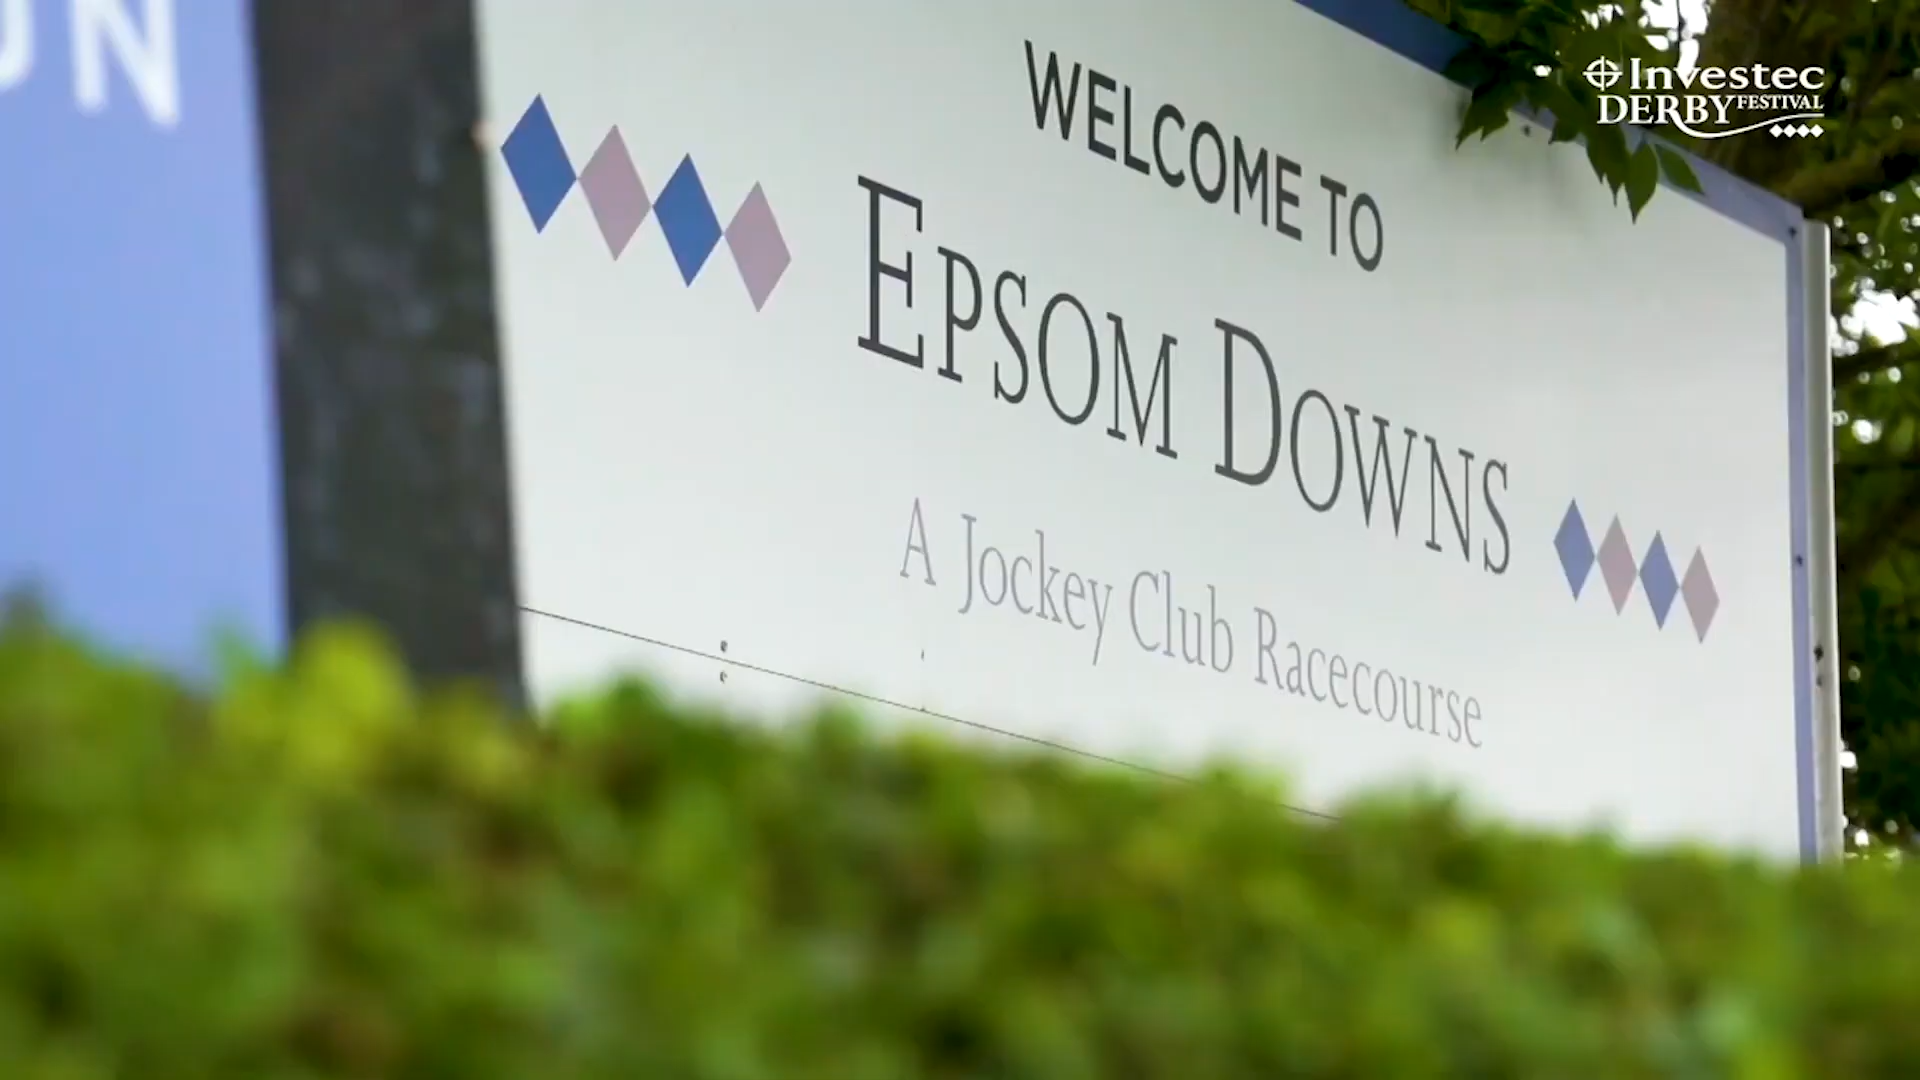 WELCOME TO
EPSOM DOWNS
A Jockey Club Racecourse
Investec
DERBY FESTIVAL